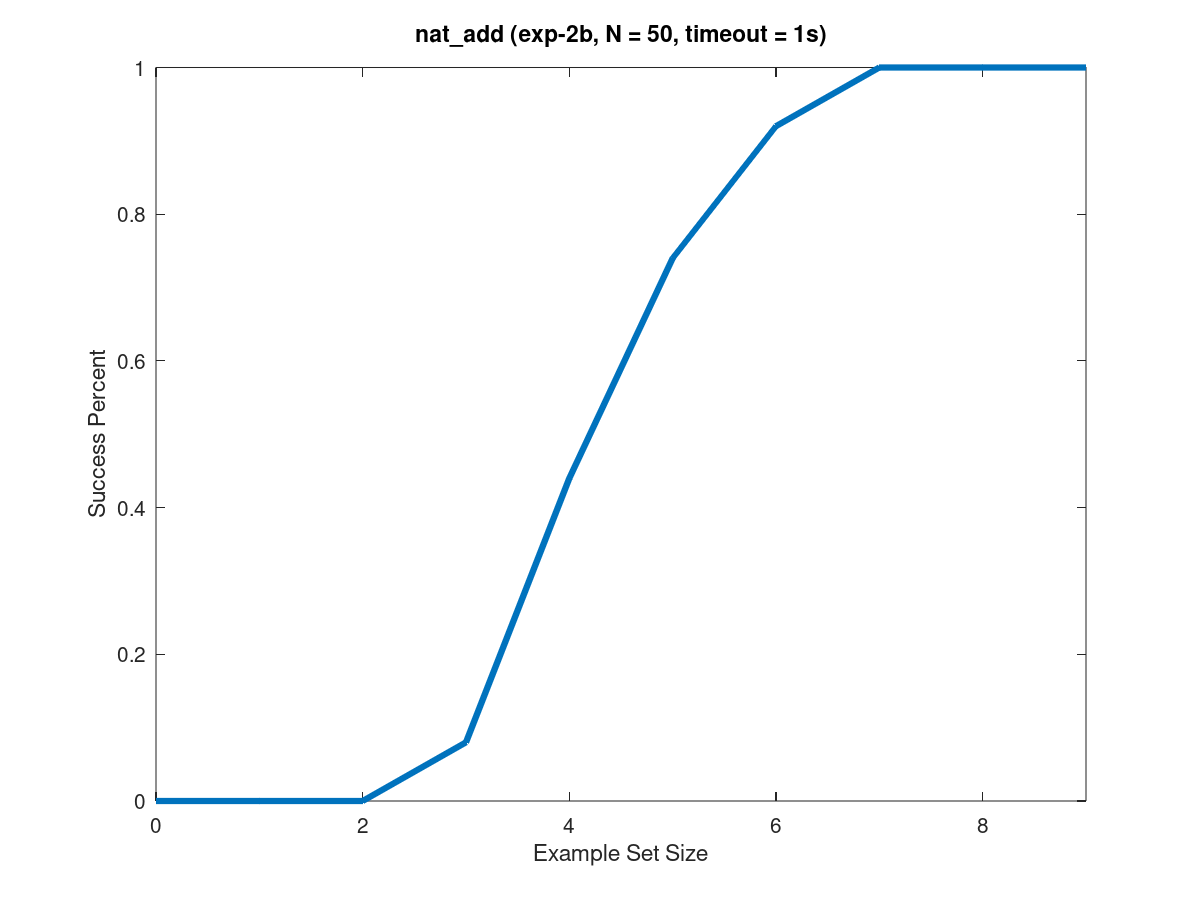 nat_add (exp-2b, N = 50, timeout = 1s)
1
0.8
0.6
0.4
0.2
0
Success Percent
0 2 4 6 8
Example Set Size